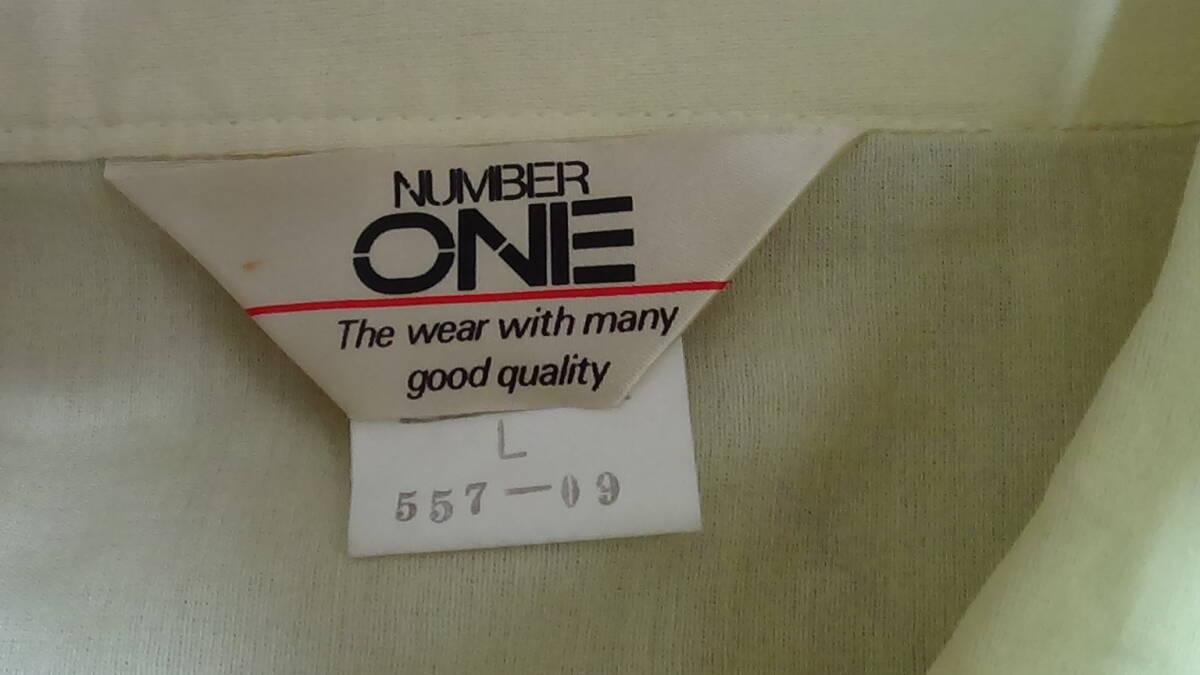 NUMBER
ONE
The wear with many
good quality
L
557-09